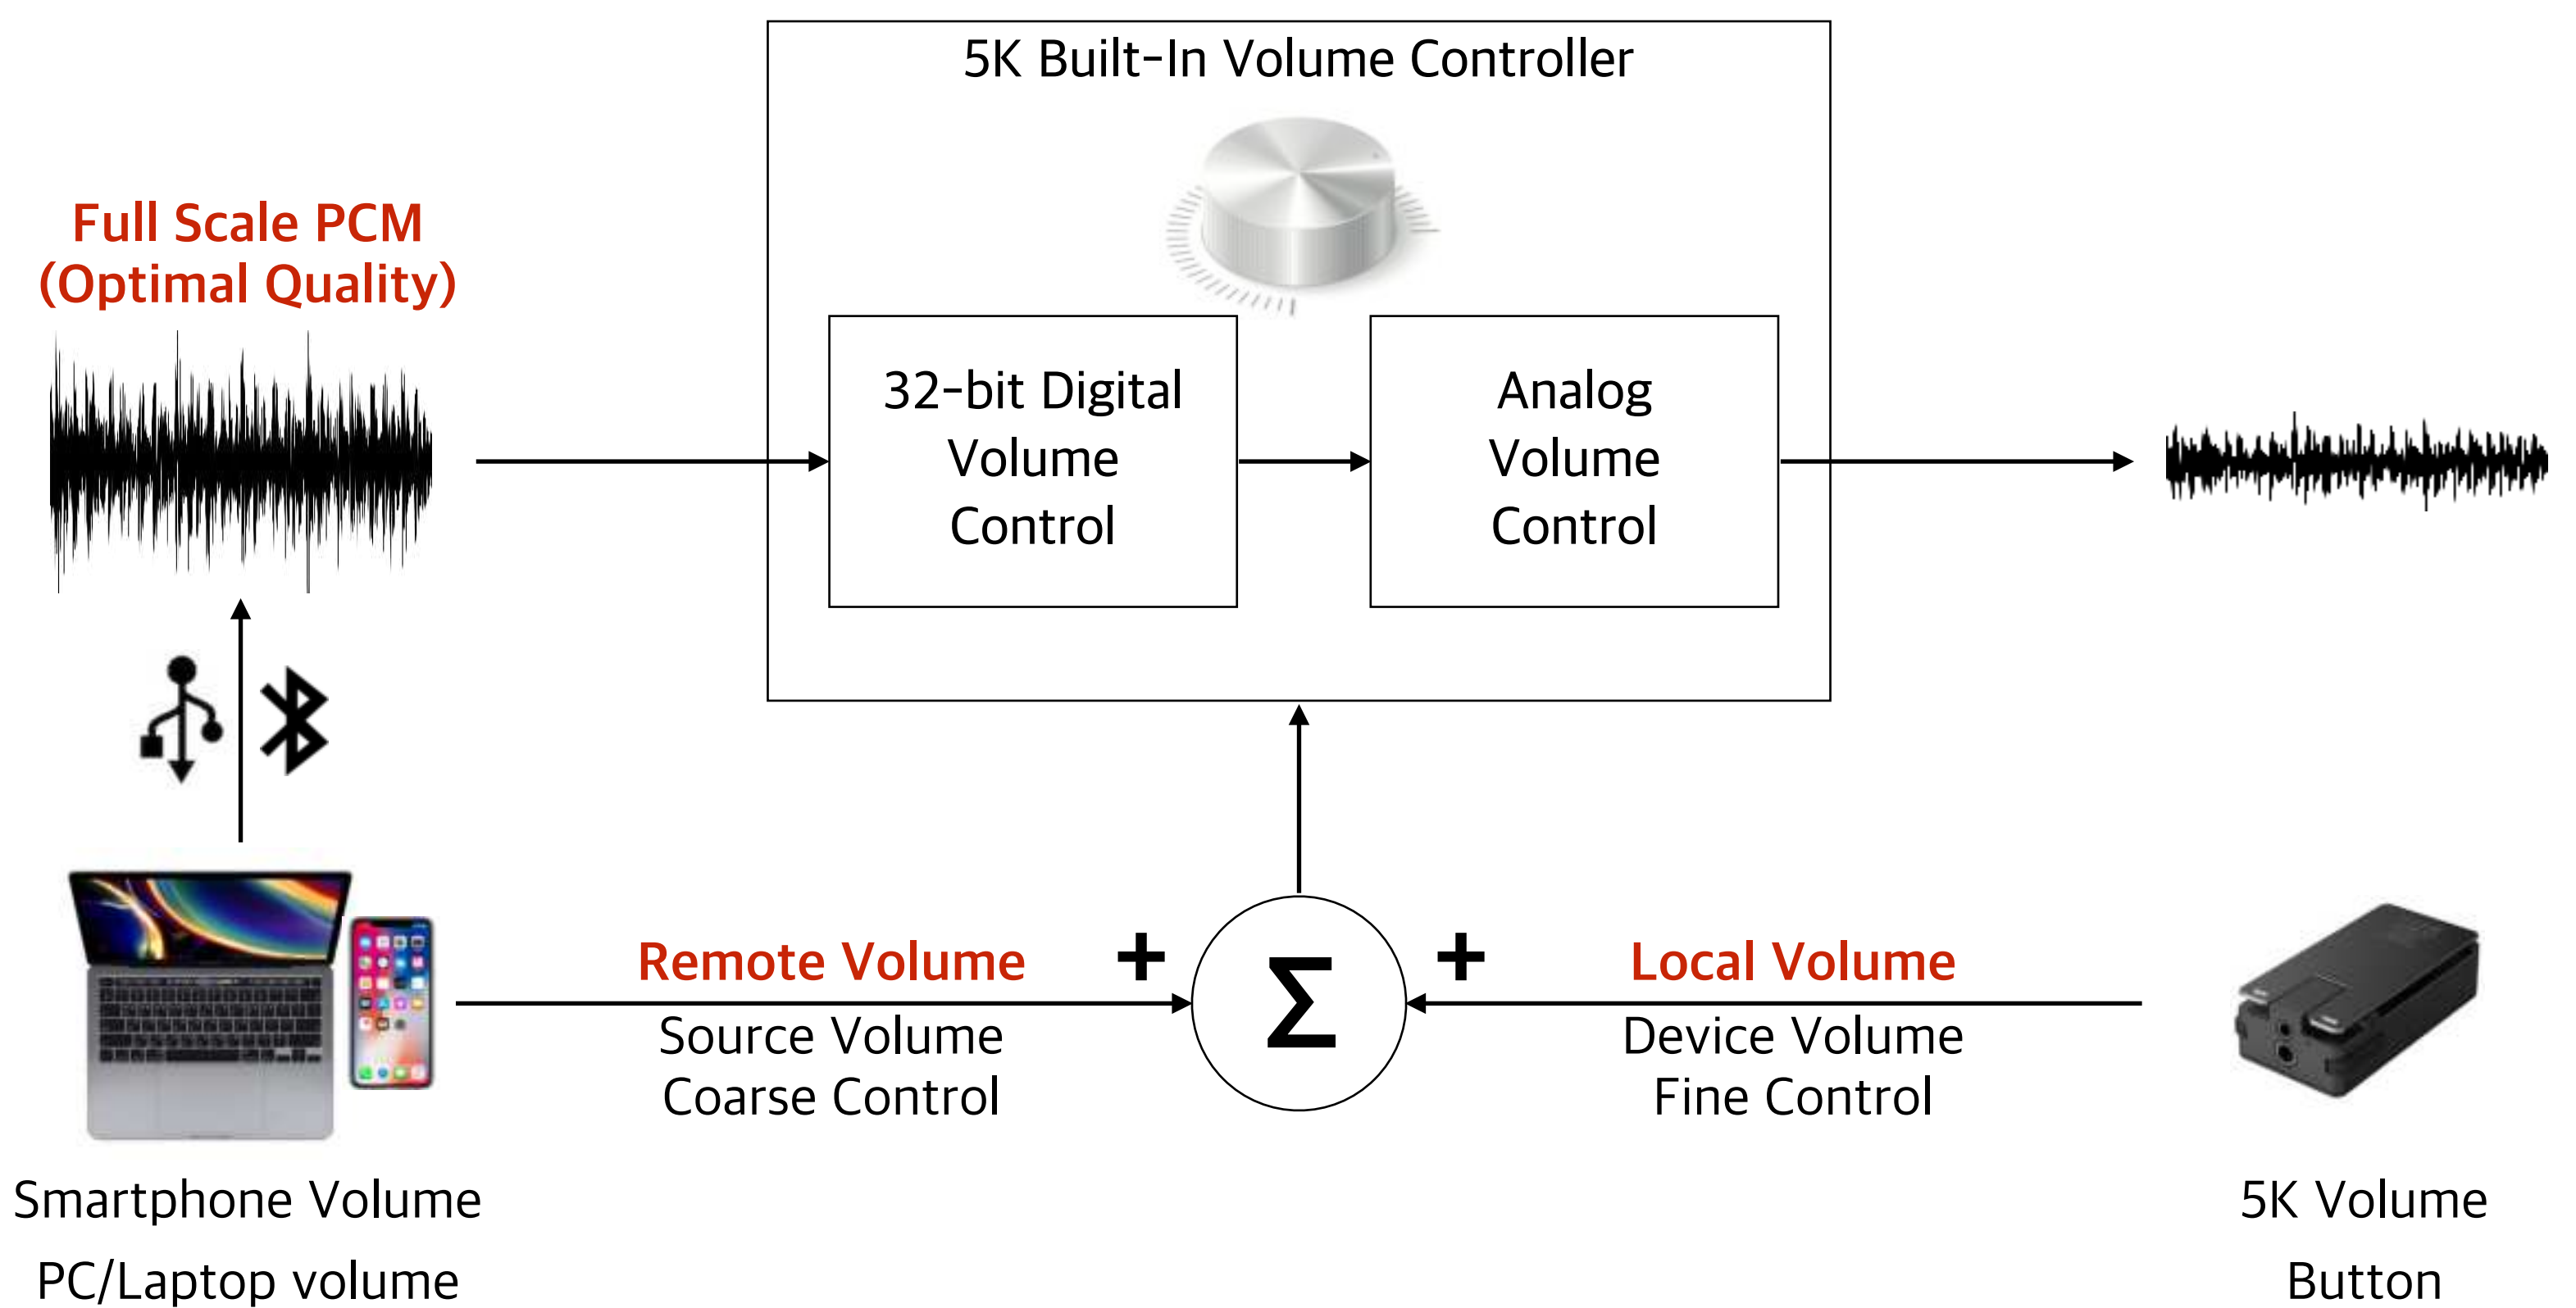 5K Built-In Volume Controller
Full Scale PCM
(Optimal Quality)
32-bit Digital
Volume
Control
Analog
Volume
Control
Remote Volume
+
Σ
+
Local Volume
Source Volume
Coarse Control
Device Volume
Fine Control
Smartphone Volume
PC/Laptop volume
5K Volume
Button